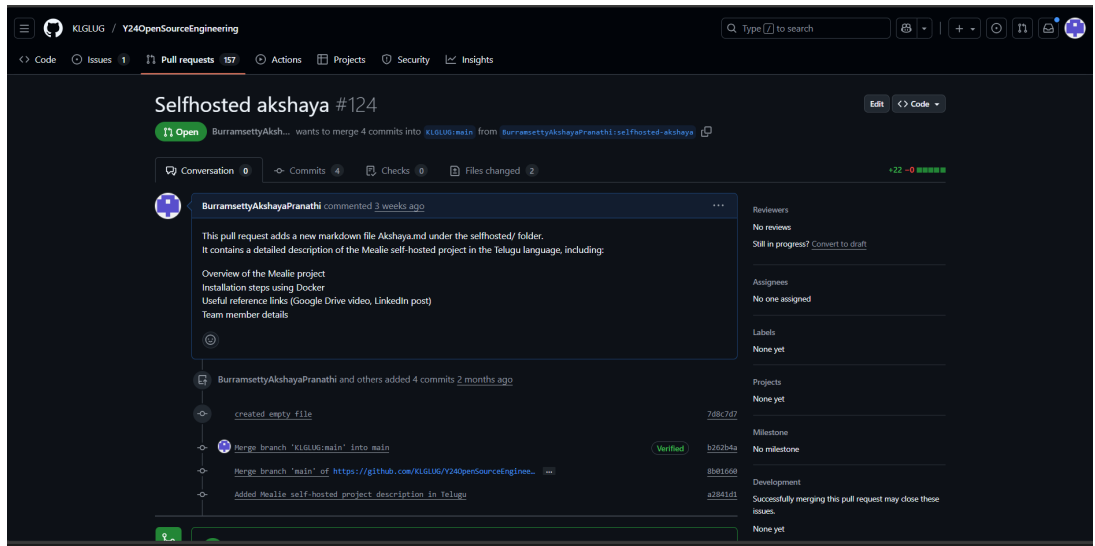 KLGLUG / Y24OpenSourceEngineering
Type / to search
Code Issues 1 Pull requests 157 Actions Projects Security Insights
Selfhosted akshaya #124
Edit Code
Open BurramsettyAksh... wants to merge 4 commits into KLGLUG:main from BurramsettyAkshayaPranathi:selfhosted-akshaya
Conversation 0 Commits 4 Checks 0 Files changed 2
+22 −0
BurramsettyAkshayaPranathi commented 3 weeks ago
This pull request adds a new markdown file Akshaya.md under the selfhosted/ folder.
It contains a detailed description of the Mealie self-hosted project in the Telugu language, including:
Overview of the Mealie project
Installation steps using Docker
Useful reference links (Google Drive video, LinkedIn post)
Team member details
BurramsettyAkshayaPranathi and others added 4 commits 2 months ago
created empty file 7d8c7d7
Merge branch 'KLGLUG:main' into main Verified b262b4a
Merge branch 'main' of https://github.com/KLGLUG/Y24OpenSourceEnginee… ...
8b01660
Added Mealie self-hosted project description in Telugu a2841d1
Reviewers
No reviews
Still in progress? Convert to draft
Assignees
No one assigned
Labels
None yet
Projects
None yet
Milestone
No milestone
Development
Successfully merging this pull request may close these
issues.
None yet